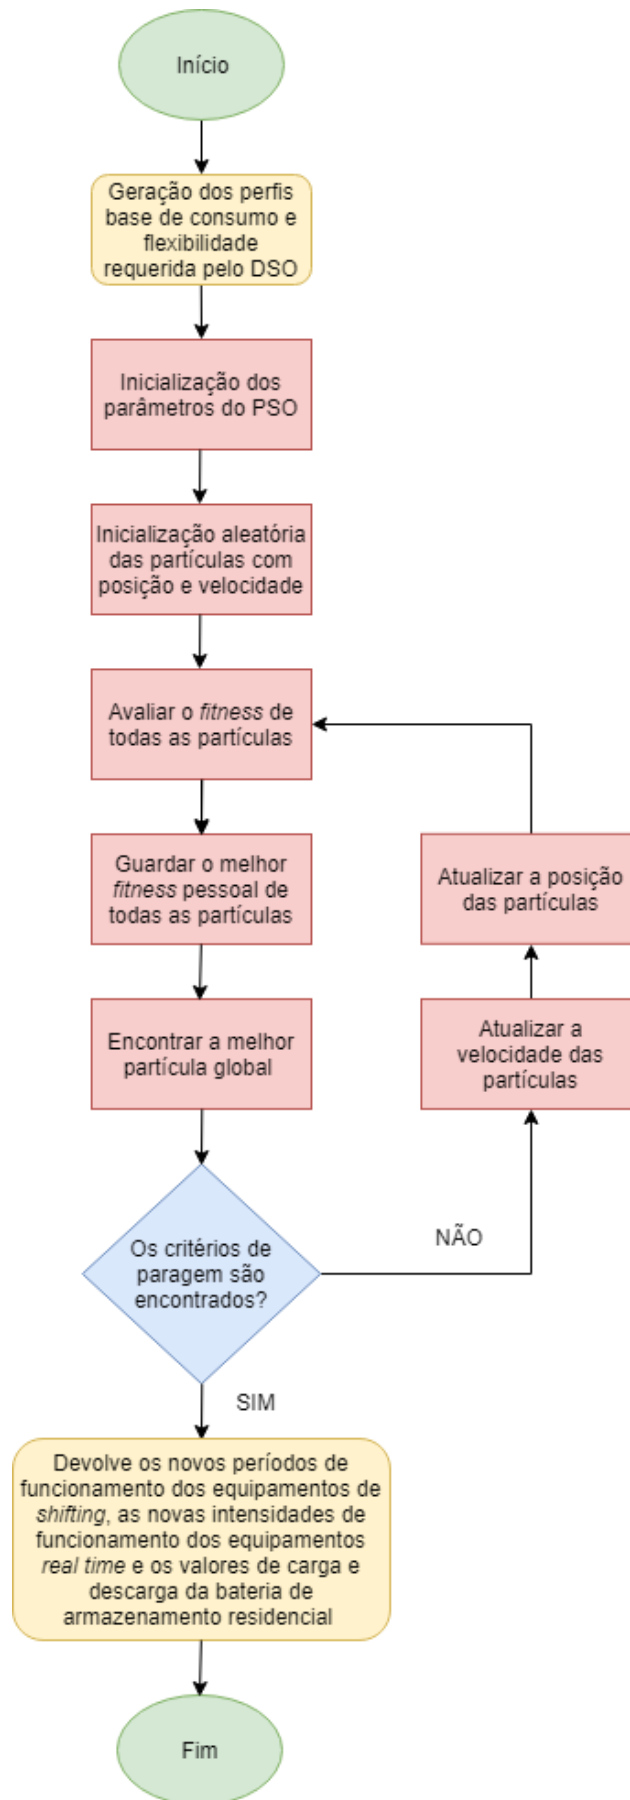 Início
Geração dos perfis
base de consumo e
flexibilidade
requerida pelo DSO
Inicialização dos
parâmetros do PSO
Inicialização aleatória
das partículas com
posição e velocidade
Avaliar o fitness de
todas as partículas
Guardar o melhor
fitness pessoal de
todas as partículas
Encontrar a melhor
partícula global
Os critérios de
paragem são
encontrados?
NÃO
Atualizar a
velocidade das
partículas
Atualizar a posição
das partículas
SIM
Devolve os novos períodos de
funcionamento dos equipamentos de
shifting, as novas intensidades de
funcionamento dos equipamentos
real time e os valores de carga e
descarga da bateria de
armazenamento residencial
Fim